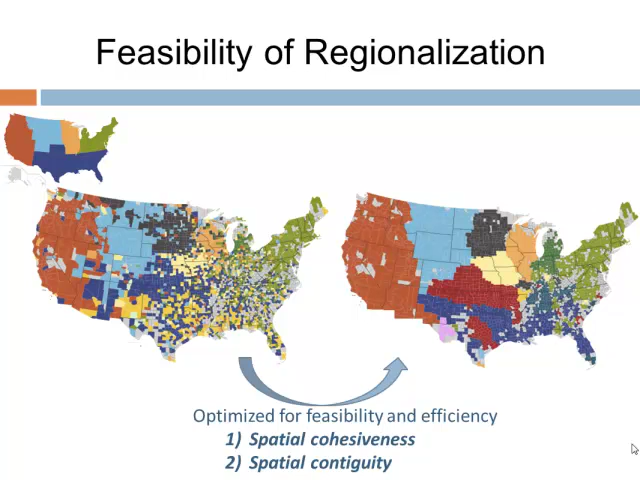 Feasibility of Regionalization
Optimized for feasibility and efficiency
1) Spatial cohesiveness
2) Spatial contiguity